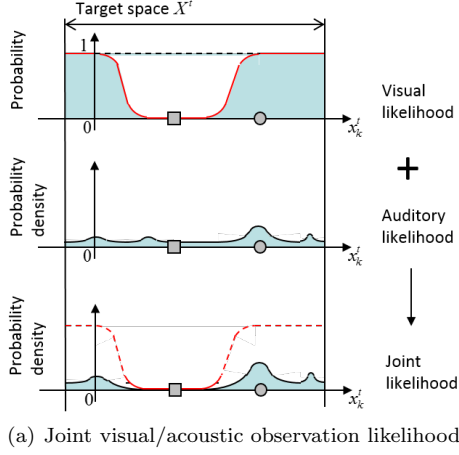 Target space X^t
Probability
1
0
x_k^t
Visual
likelihood
+
Probability
density
0
x_k^t
Auditory
likelihood
Probability
density
0
x_k^t
Joint
likelihood
(a) Joint visual/acoustic observation likelihood